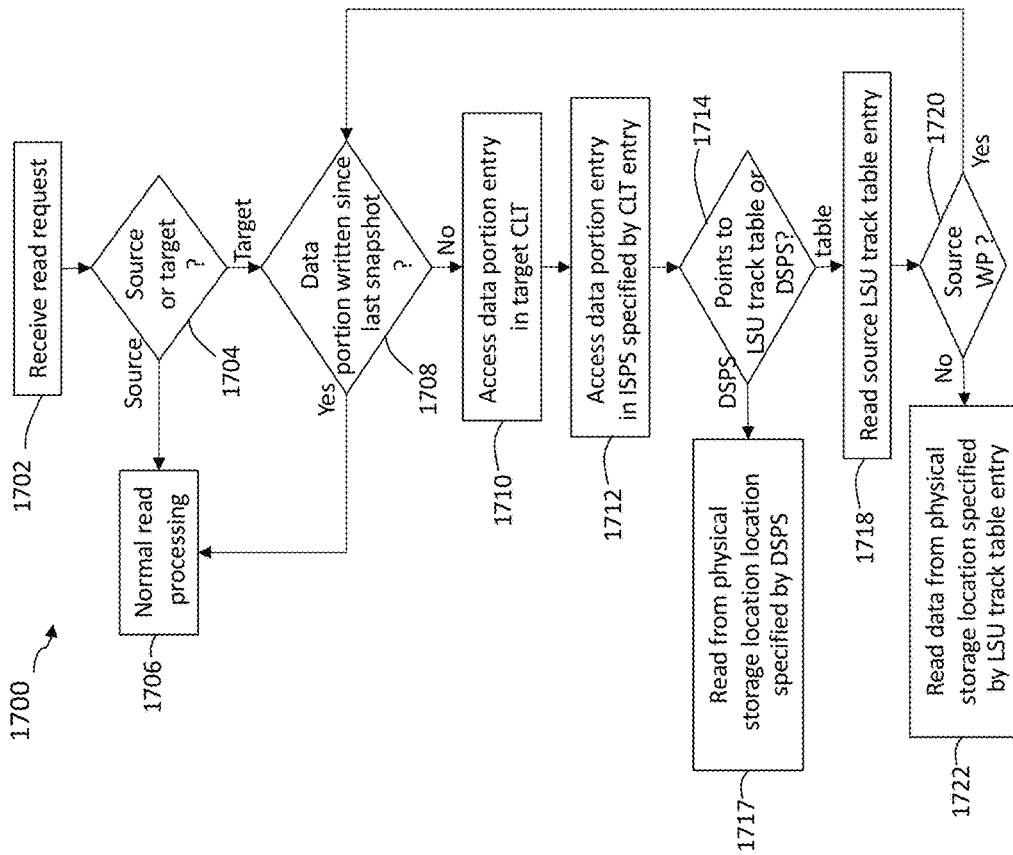 1700
1702
Receive read request
Source
or target
?
1704
Source
Target
Normal read
processing
1706
Data
portion written since
last snapshot
?
1708
Yes
No
Access data portion entry
in target CLT
1710
Access data portion entry
in ISPS specified by CLT entry
1712
Points to
LSU track table or
DSPS?
1714
DSPS
table
Read from physical
storage location location
specified by DSPS
1717
Read source LSU track table entry
1718
Source
WP ?
1720
No
Yes
Read data from physical
storage location specified
by LSU track table entry
1722